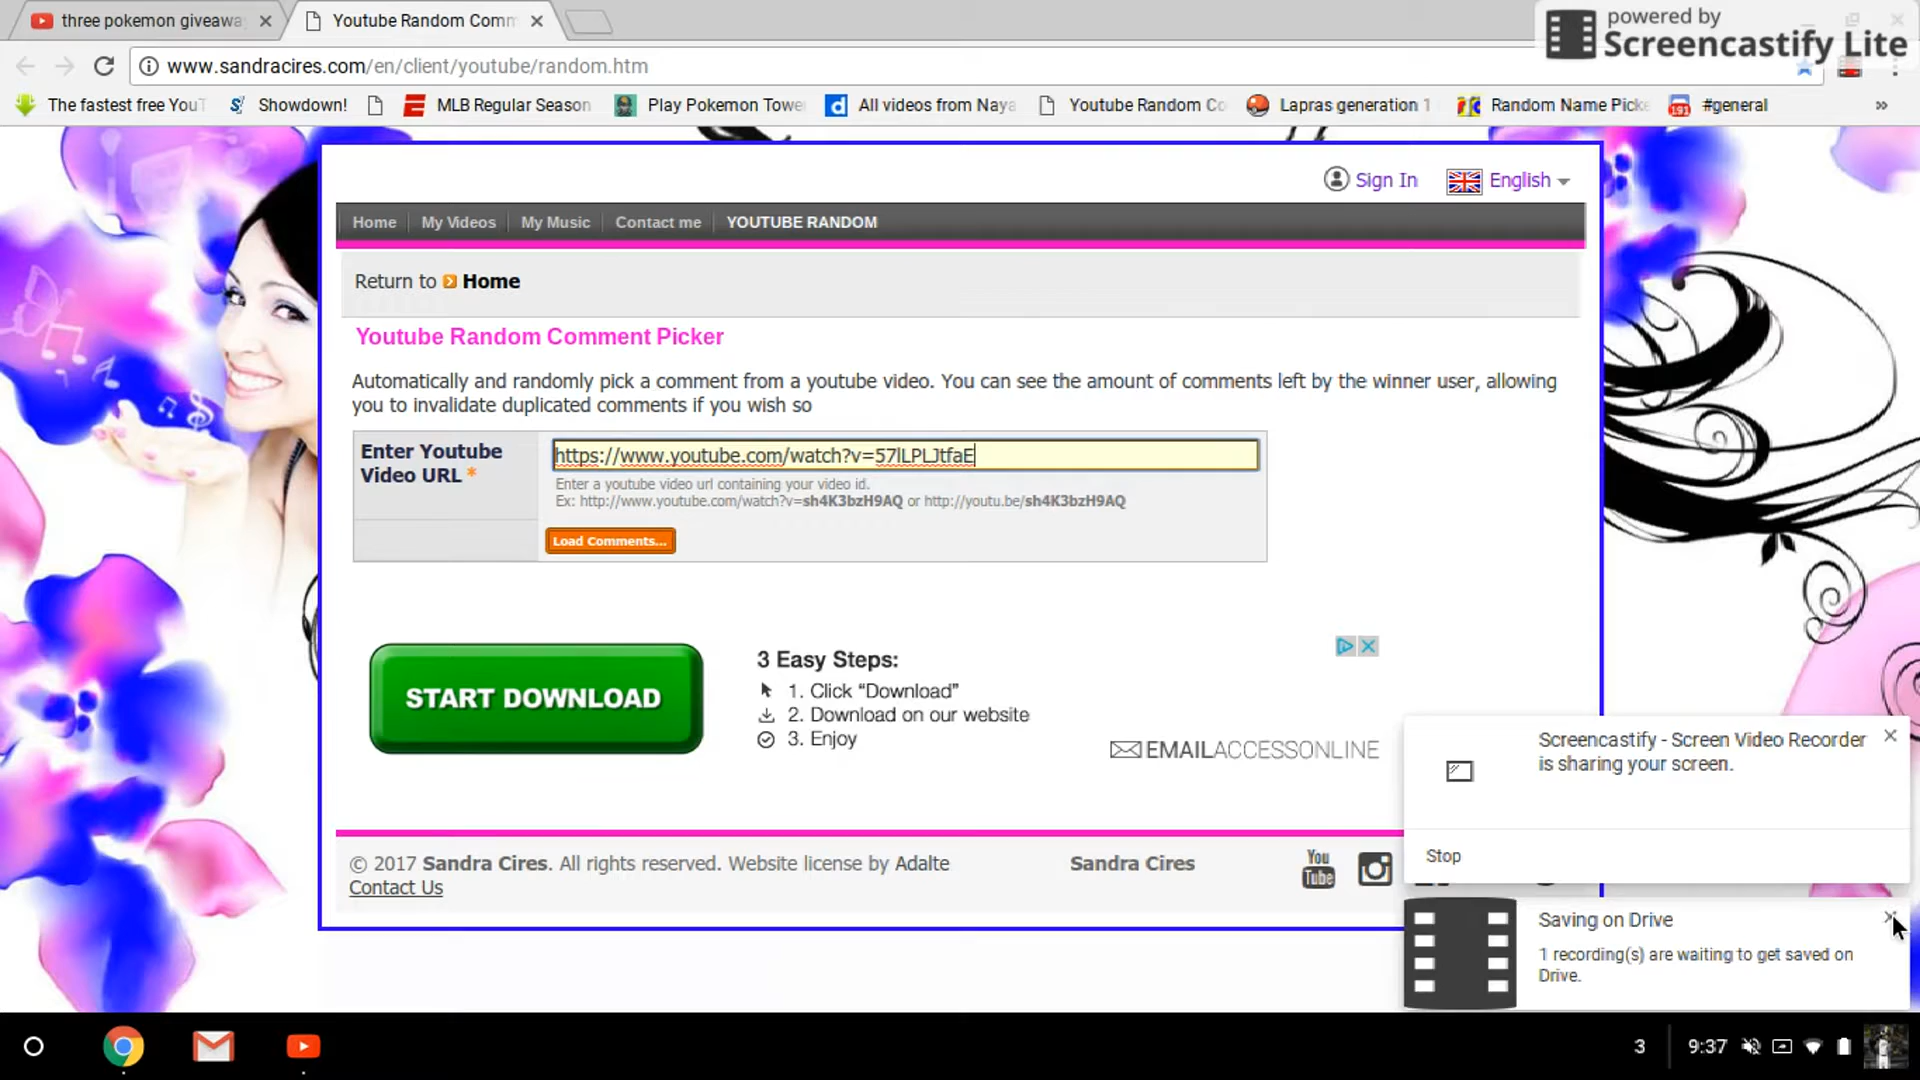 three pokemon giveaway
Youtube Random Comm
powered by
Screencastify Lite
www.sandracires.com/en/client/youtube/random.htm
The fastest free YouT
Showdown!
MLB Regular Season
Play Pokemon Towe
All videos from Naya
Youtube Random Co
Lapras generation 1
Random Name Picke
191
#general
»
Sign In
English
Home
My Videos
My Music
Contact me
YOUTUBE RANDOM
Return to Home
Youtube Random Comment Picker
Automatically and randomly pick a comment from a youtube video. You can see the amount of comments left by the winner user, allowing
you to invalidate duplicated comments if you wish so
Enter Youtube
Video URL *
https://www.youtube.com/watch?v=57lLPLJtfaE
Enter a youtube video url containing your video id.
Ex: http://www.youtube.com/watch?v=sh4K3bzH9AQ or http://youtu.be/sh4K3bzH9AQ
Load Comments...
START DOWNLOAD
3 Easy Steps:
1. Click “Download”
2. Download on our website
3. Enjoy
EMAILACCESSONLINE
Screencastify - Screen Video Recorder
is sharing your screen.
Stop
© 2017 Sandra Cires. All rights reserved. Website license by Adalte
Contact Us
Sandra Cires
You
Tube
Saving on Drive
1 recording(s) are waiting to get saved on
Drive.
3
9:37